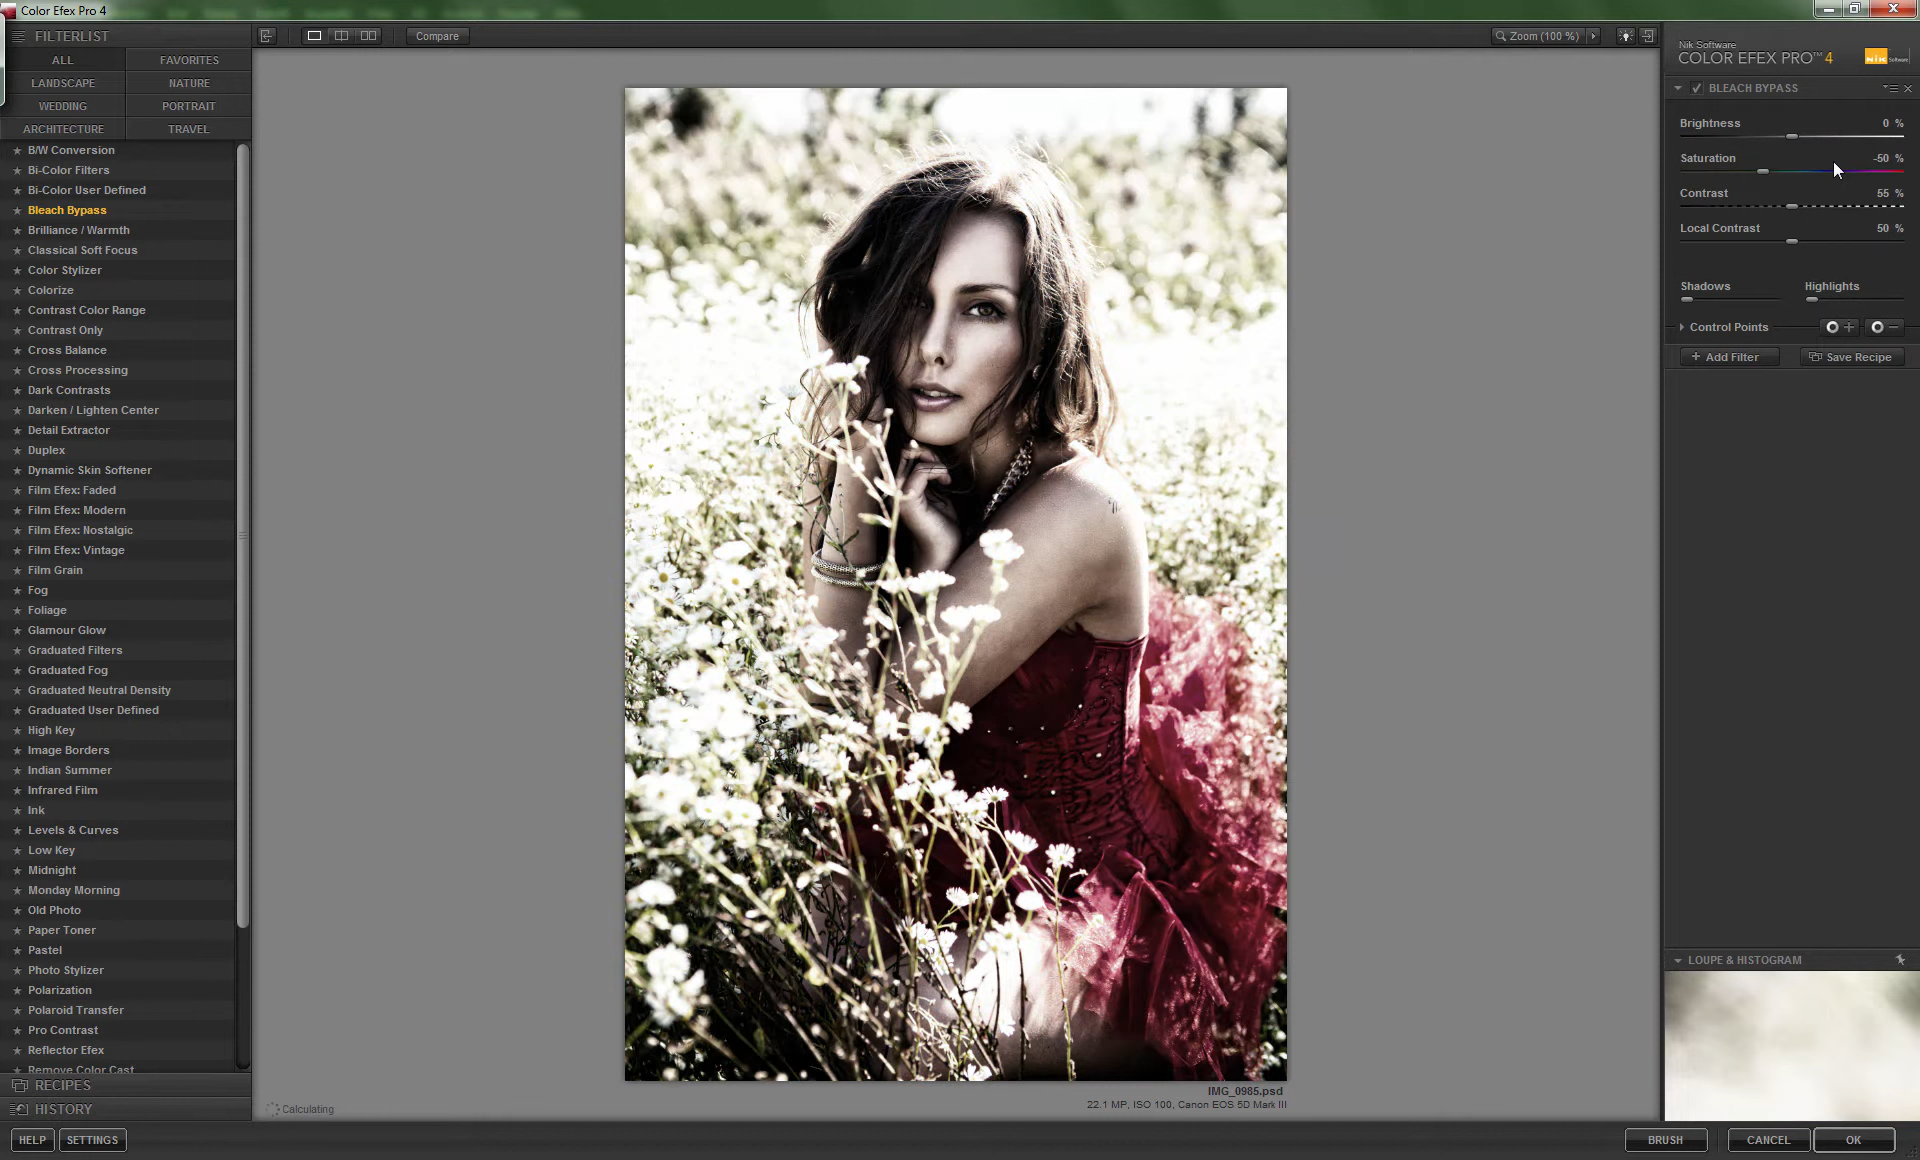 Color Efex Pro 4
FILTERLIST
ALL
FAVORITES
LANDSCAPE
NATURE
WEDDING
PORTRAIT
ARCHITECTURE
TRAVEL
B/W Conversion
Bi-Color Filters
Bi-Color User Defined
Bleach Bypass
Brilliance / Warmth
Classical Soft Focus
Color Stylizer
Colorize
Contrast Color Range
Contrast Only
Cross Balance
Cross Processing
Dark Contrasts
Darken / Lighten Center
Detail Extractor
Duplex
Dynamic Skin Softener
Film Efex: Faded
Film Efex: Modern
Film Efex: Nostalgic
Film Efex: Vintage
Film Grain
Fog
Foliage
Glamour Glow
Graduated Filters
Graduated Fog
Graduated Neutral Density
Graduated User Defined
High Key
Image Borders
Indian Summer
Infrared Film
Ink
Levels & Curves
Low Key
Midnight
Monday Morning
Old Photo
Paper Toner
Pastel
Photo Stylizer
Polarization
Polaroid Transfer
Pro Contrast
Reflector Efex
Remove Color Cast
RECIPES
HISTORY
HELP
SETTINGS
Compare
Zoom (100 %)
IMG_0985.psd
22.1 MP, ISO 100, Canon EOS 5D Mark III
Calculating
Nik Software
COLOR EFEX PRO™ 4
nik Software
BLEACH BYPASS
Brightness 0 %
Saturation -50 %
Contrast 55 %
Local Contrast 50 %
Shadows
Highlights
Control Points
Add Filter
Save Recipe
LOUPE & HISTOGRAM
BRUSH
CANCEL
OK